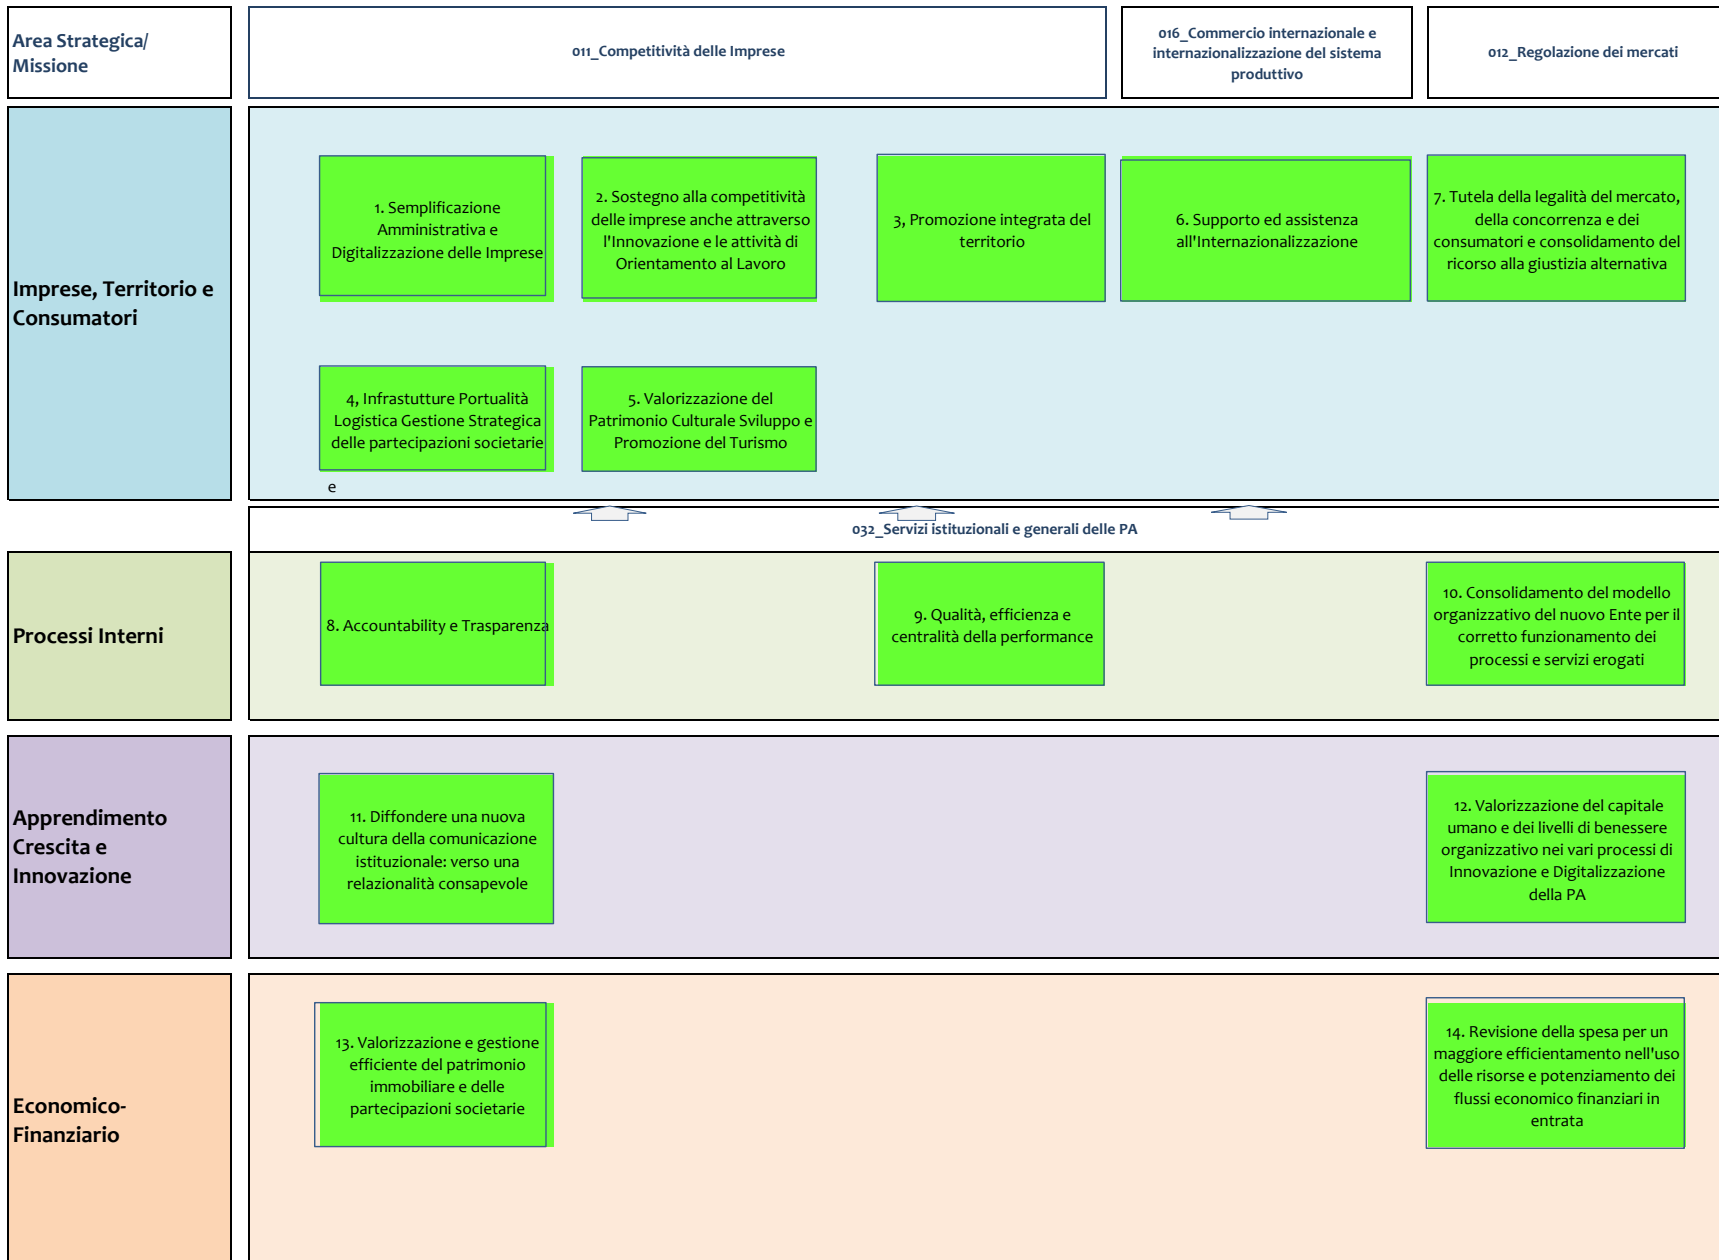 Area Strategica/
Missione
011_Competitività delle Imprese
016_Commercio internazionale e
internazionalizzazione del sistema
produttivo
012_Regolazione dei mercati
Imprese, Territorio e
Consumatori
1. Semplificazione
Amministrativa e
Digitalizzazione delle Imprese
2. Sostegno alla competitività
delle imprese anche attraverso
l'Innovazione e le attività di
Orientamento al Lavoro
3, Promozione integrata del
territorio
6. Supporto ed assistenza
all'Internazionalizzazione
7. Tutela della legalità del mercato,
della concorrenza e dei
consumatori e consolidamento del
ricorso alla giustizia alternativa
4, Infrastutture Portualità
Logistica Gestione Strategica
delle partecipazioni societarie
e
5. Valorizzazione del
Patrimonio Culturale Sviluppo e
Promozione del Turismo
032_Servizi istituzionali e generali delle PA
Processi Interni
8. Accountability e Trasparenza
9. Qualità, efficienza e
centralità della performance
10. Consolidamento del modello
organizzativo del nuovo Ente per il
corretto funzionamento dei
processi e servizi erogati
Apprendimento
Crescita e
Innovazione
11. Diffondere una nuova
cultura della comunicazione
istituzionale: verso una
relazionalità consapevole
12. Valorizzazione del capitale
umano e dei livelli di benessere
organizzativo nei vari processi di
Innovazione e Digitalizzazione
della PA
Economico-
Finanziario
13. Valorizzazione e gestione
efficiente del patrimonio
immobiliare e delle
partecipazioni societarie
14. Revisione della spesa per un
maggiore efficientamento nell'uso
delle risorse e potenziamento dei
flussi economico finanziari in
entrata